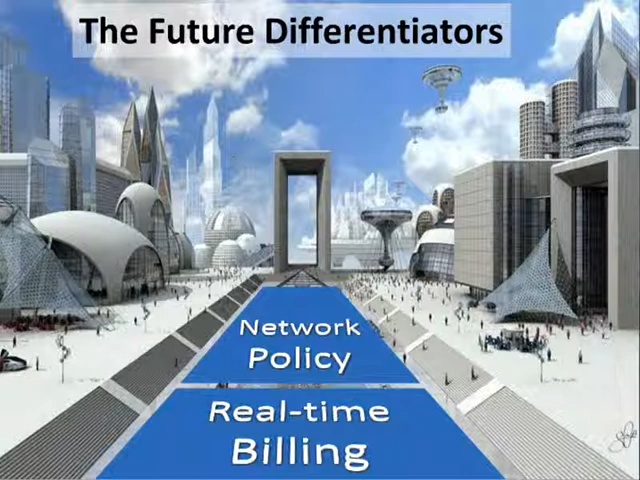 The Future Differentiators
Network
Policy
Real-time
Billing